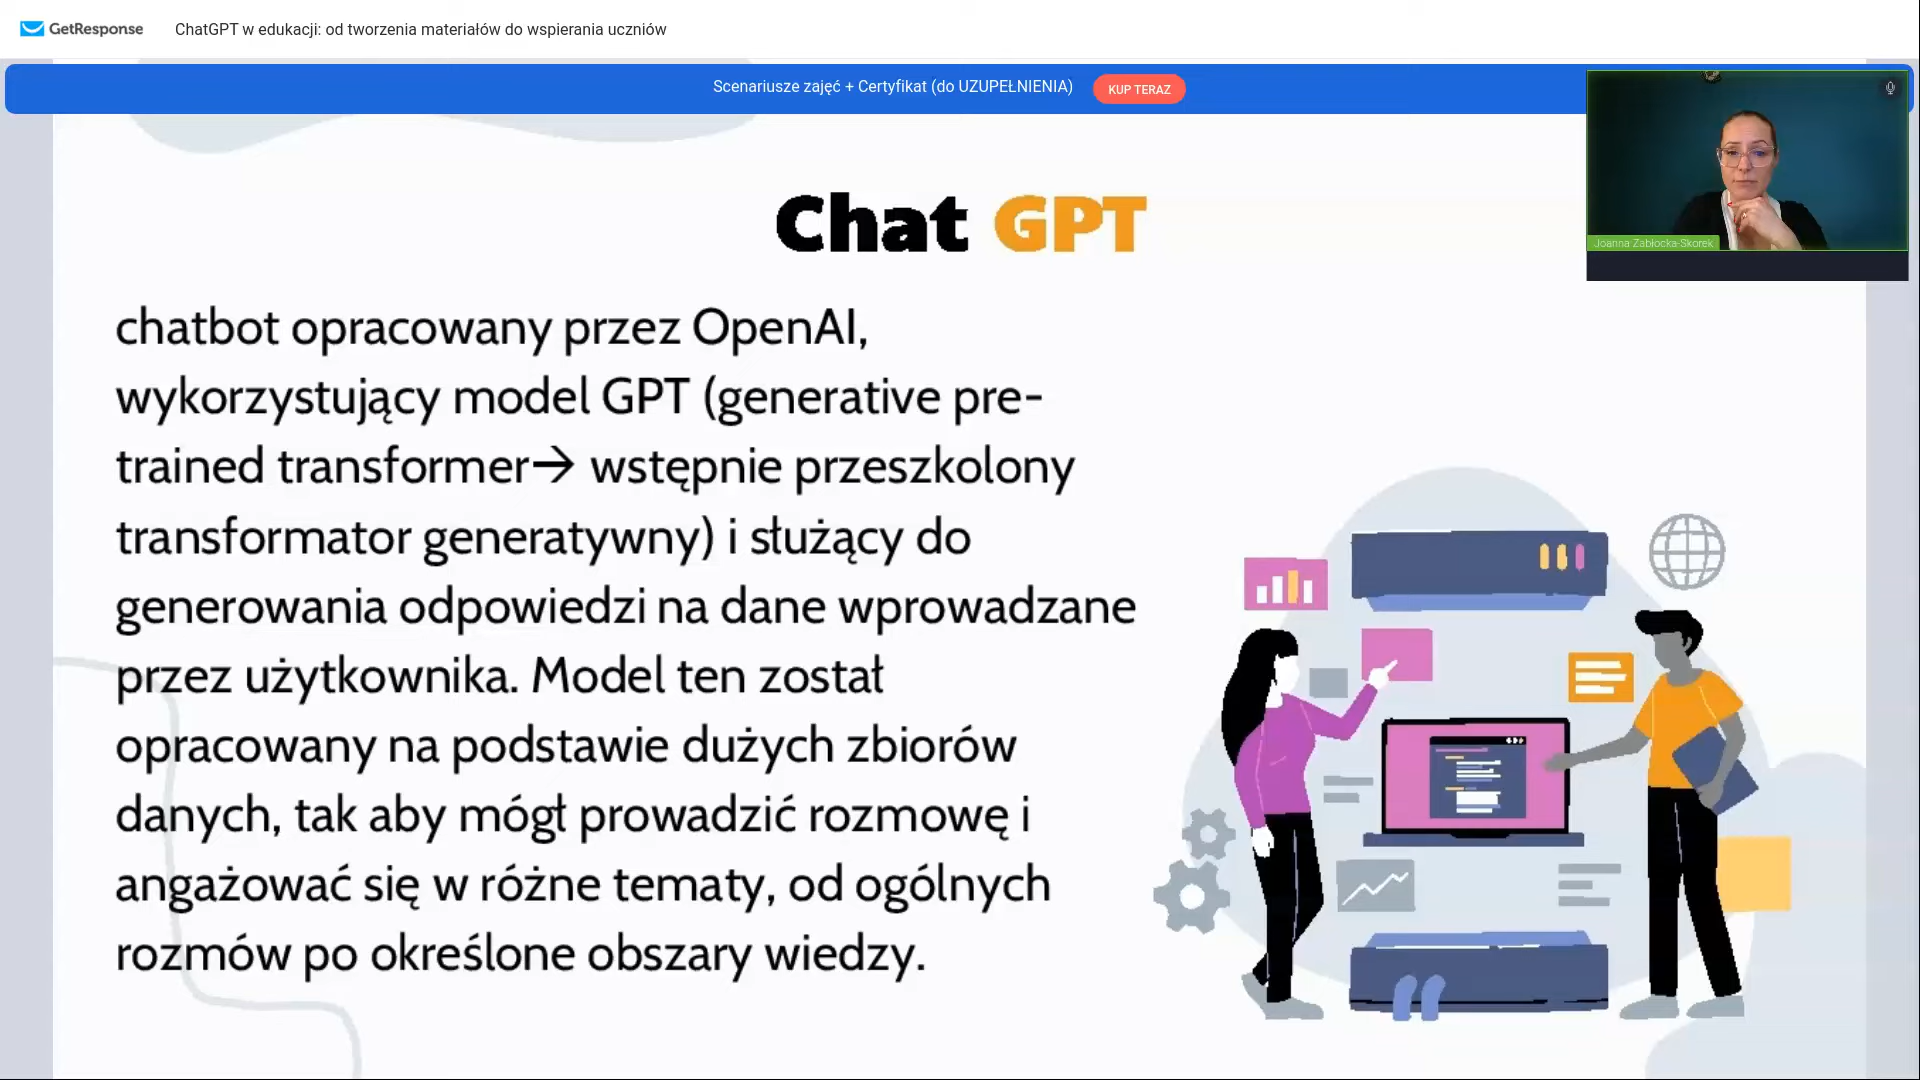 GetResponse
ChatGPT w edukacji: od tworzenia materiałów do wspierania uczniów
Scenariusze zajęć + Certyfikat (do UZUPEŁNIENIA)
KUP TERAZ
Joanna Zabłocka-Skorek
Chat GPT
chatbot opracowany przez OpenAI,
wykorzystujący model GPT (generative pre-
trained transformer→ wstępnie przeszkolony
transformator generatywny) i służący do
generowania odpowiedzi na dane wprowadzane
przez użytkownika. Model ten został
opracowany na podstawie dużych zbiorów
danych, tak aby mógł prowadzić rozmowę i
angażować się w różne tematy, od ogólnych
rozmów po określone obszary wiedzy.